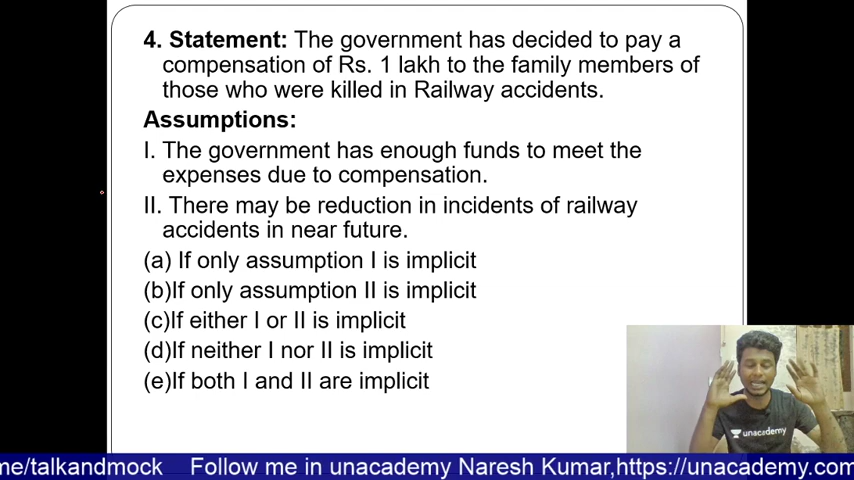 4. Statement: The government has decided to pay a
compensation of Rs. 1 lakh to the family members of
those who were killed in Railway accidents.
Assumptions:
I. The government has enough funds to meet the
expenses due to compensation.
II. There may be reduction in incidents of railway
accidents in near future.
(a) If only assumption I is implicit
(b)If only assumption II is implicit
(c)If either I or II is implicit
(d)If neither I nor II is implicit
(e)If both I and II are implicit
unacademy
me/talkandmock Follow me in unacademy Naresh Kumar,https://unacademy.com